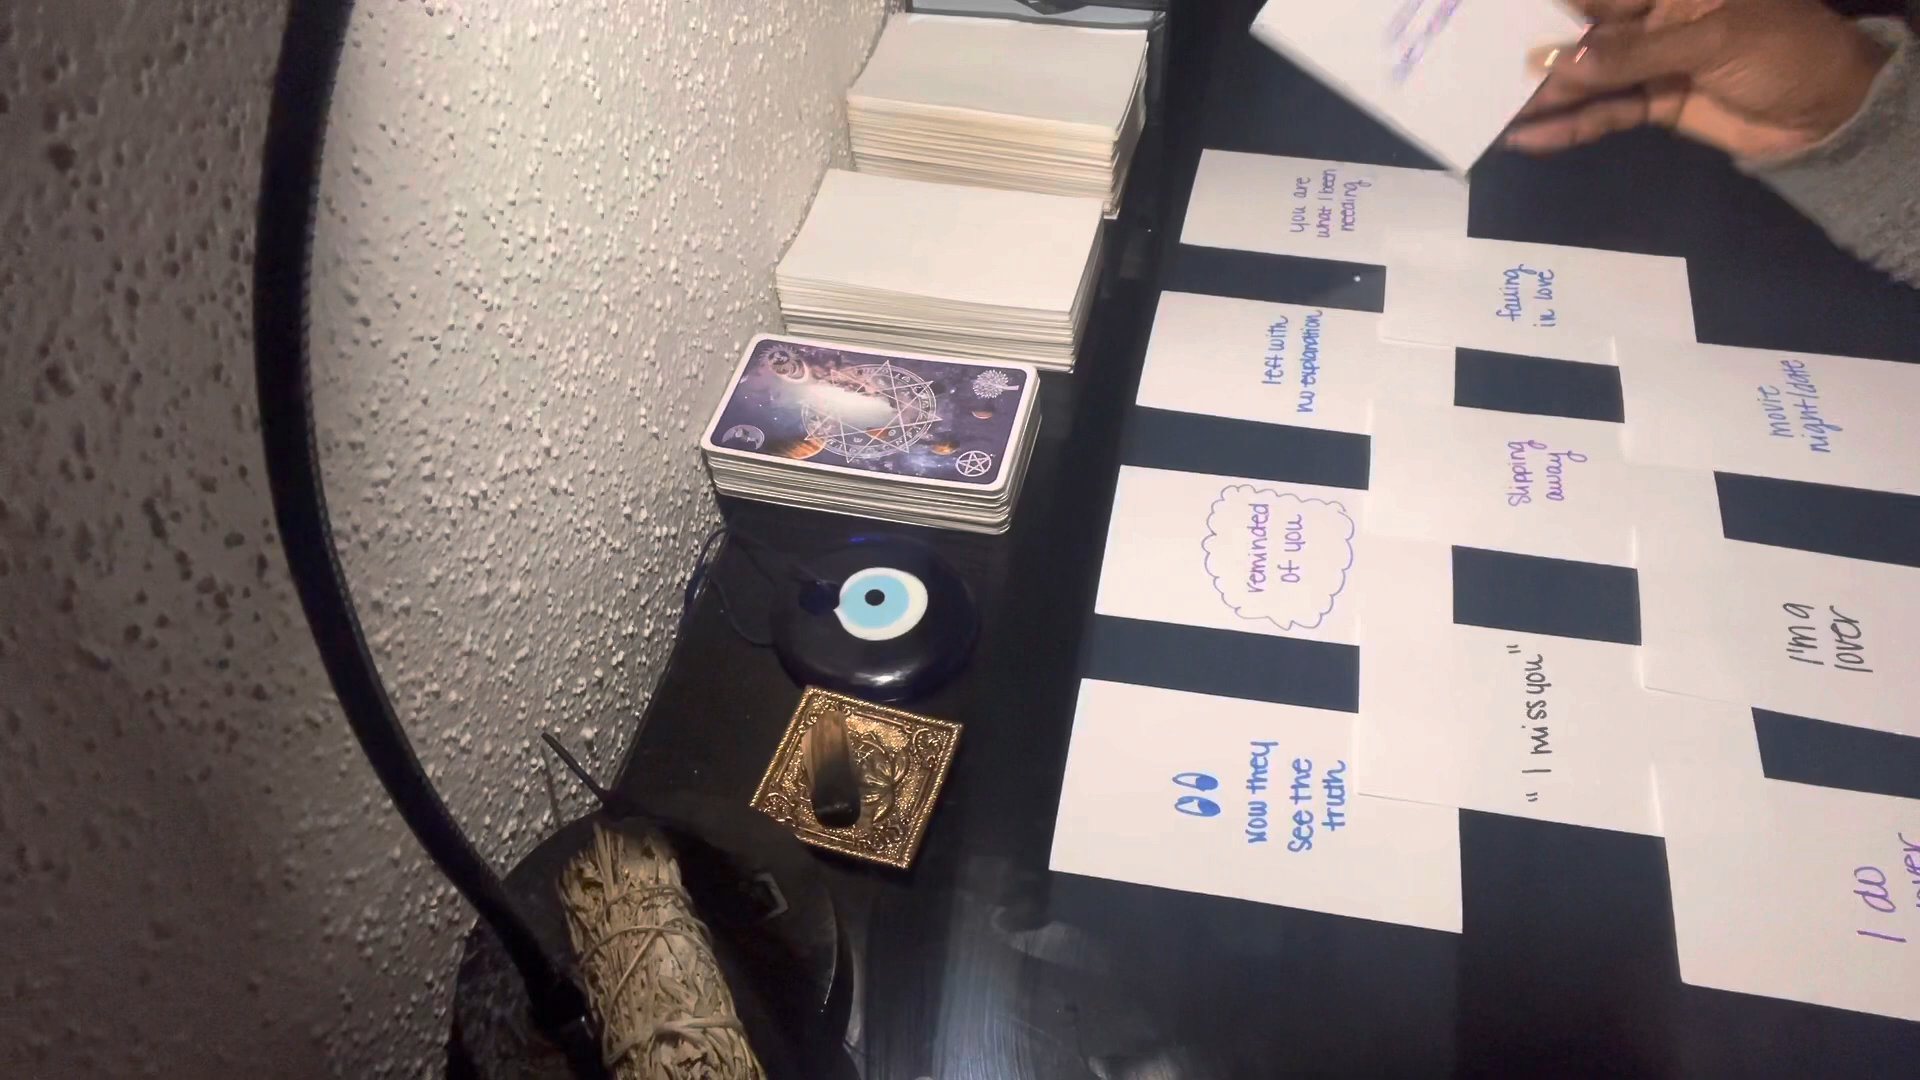 you are
what I been
needing
left with
no explanation
reminded
of you
Now they
see the
truth
falling
in love
slipping
away
" I miss you "
movie
night/date
I'm a
lover
I do